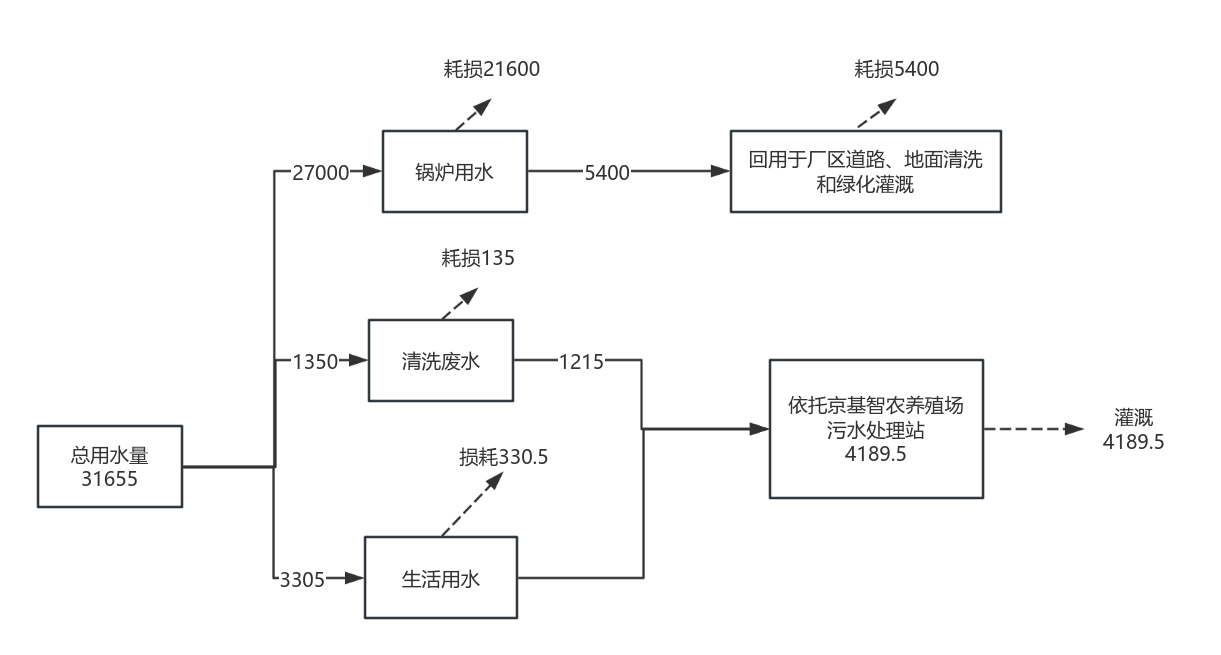 耗损21600
耗损5400
27000
锅炉用水
5400
回用于厂区道路、地面清洗
和绿化灌溉
耗损135
1350
清洗废水
1215
依托京基智农养殖场
污水处理站
4189.5
灌溉
4189.5
总用水量
31655
损耗330.5
3305
生活用水